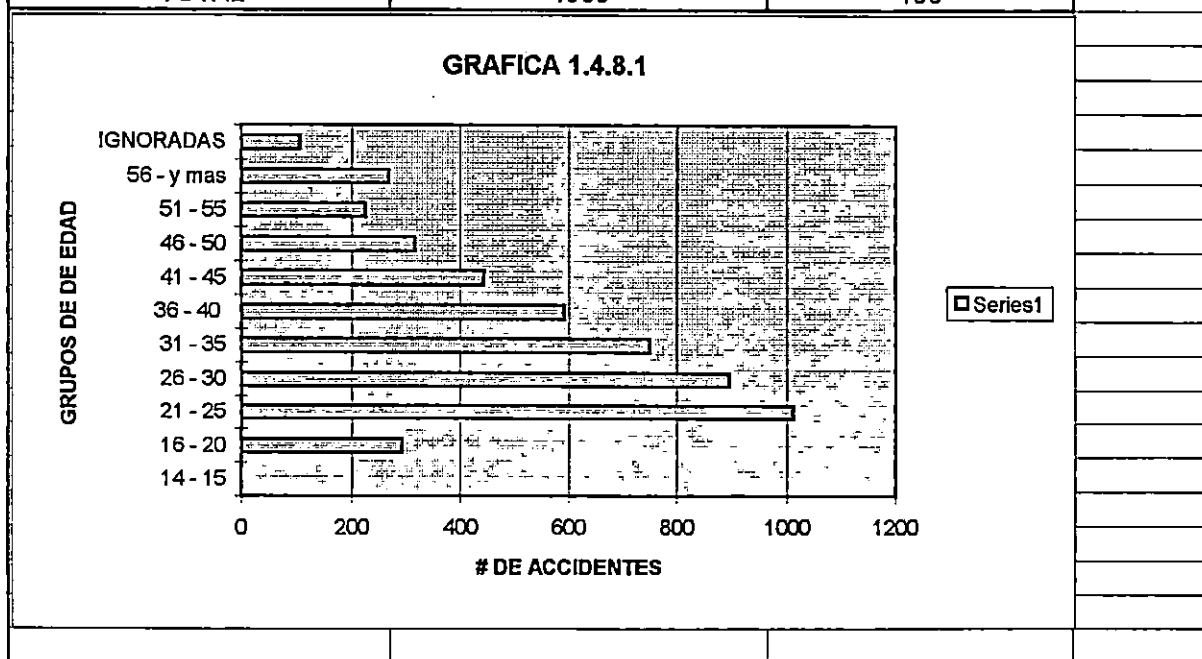 GRAFICA 1.4.8.1
GRUPOS DE DE EDAD
IGNORADAS
56 - y mas
51 - 55
46 - 50
41 - 45
36 - 40
31 - 35
26 - 30
21 - 25
16 - 20
14 - 15
0 200 400 600 800 1000 1200
# DE ACCIDENTES
Series1